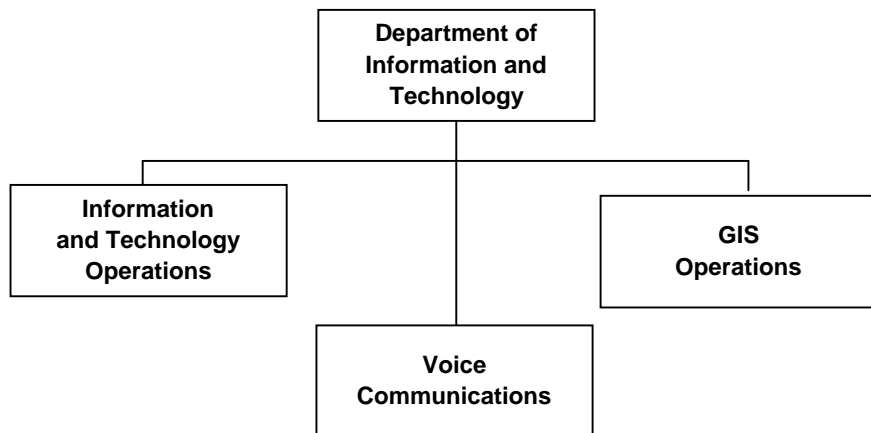 Department of
Information and
Technology
Information
and Technology
Operations
GIS
Operations
Voice
Communications